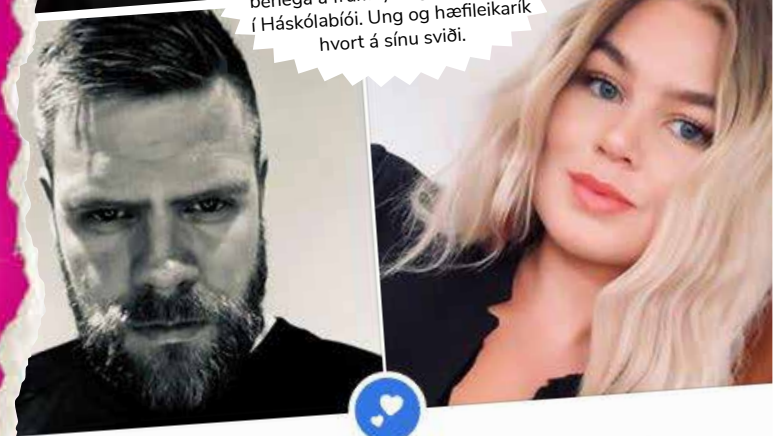 í Háskólabíói. Ung og hæfileikarík
hvort á sínu sviði.